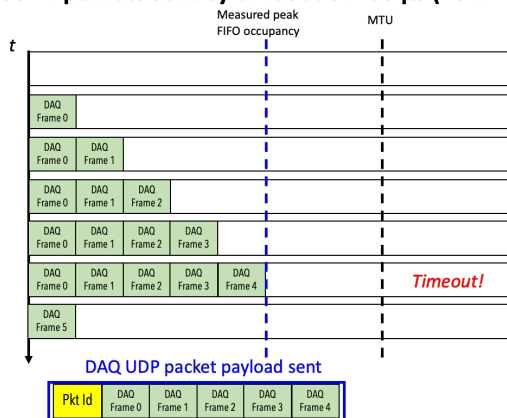 Measured peak
FIFO occupancy
MTU
t
DAQ
Frame 0
DAQ
Frame 0
DAQ
Frame 1
DAQ
Frame 0
DAQ
Frame 1
DAQ
Frame 2
DAQ
Frame 0
DAQ
Frame 1
DAQ
Frame 2
DAQ
Frame 3
DAQ
Frame 0
DAQ
Frame 1
DAQ
Frame 2
DAQ
Frame 3
DAQ
Frame 4
Timeout!
DAQ
Frame 5
DAQ UDP packet payload sent
Pkt Id
DAQ
Frame 0
DAQ
Frame 1
DAQ
Frame 2
DAQ
Frame 3
DAQ
Frame 4